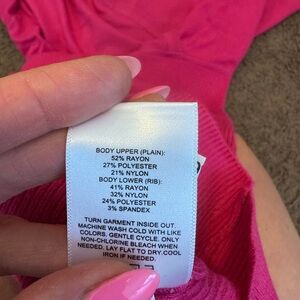 BODY UPPER (PLAIN):
52% RAYON
27% POLYESTER
21% NYLON
BODY LOWER (RIB):
41% RAYON
32% NYLON
24% POLYESTER
3% SPANDEX
TURN GARMENT INSIDE OUT.
MACHINE WASH COLD WITH LIKE
COLORS, GENTLE CYCLE. ONLY
NON-CHLORINE BLEACH WHEN
NEEDED. LAY FLAT TO DRY.COOL
IRON IF NEEDED.